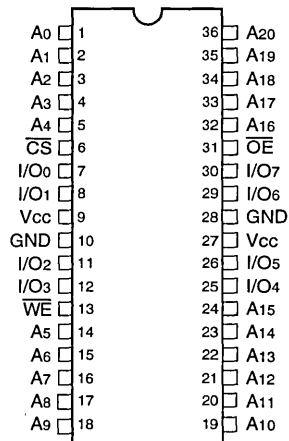 A0 1 36 A20
A1 2 35 A19
A2 3 34 A18
A3 4 33 A17
A4 5 32 A16
C̅S̅ 6 31 O̅E̅
I/O0 7 30 I/O7
I/O1 8 29 I/O6
Vcc 9 28 GND
GND 10 27 Vcc
I/O2 11 26 I/O5
I/O3 12 25 I/O4
W̅E̅ 13 24 A15
A5 14 23 A14
A6 15 22 A13
A7 16 21 A12
A8 17 20 A11
A9 18 19 A10